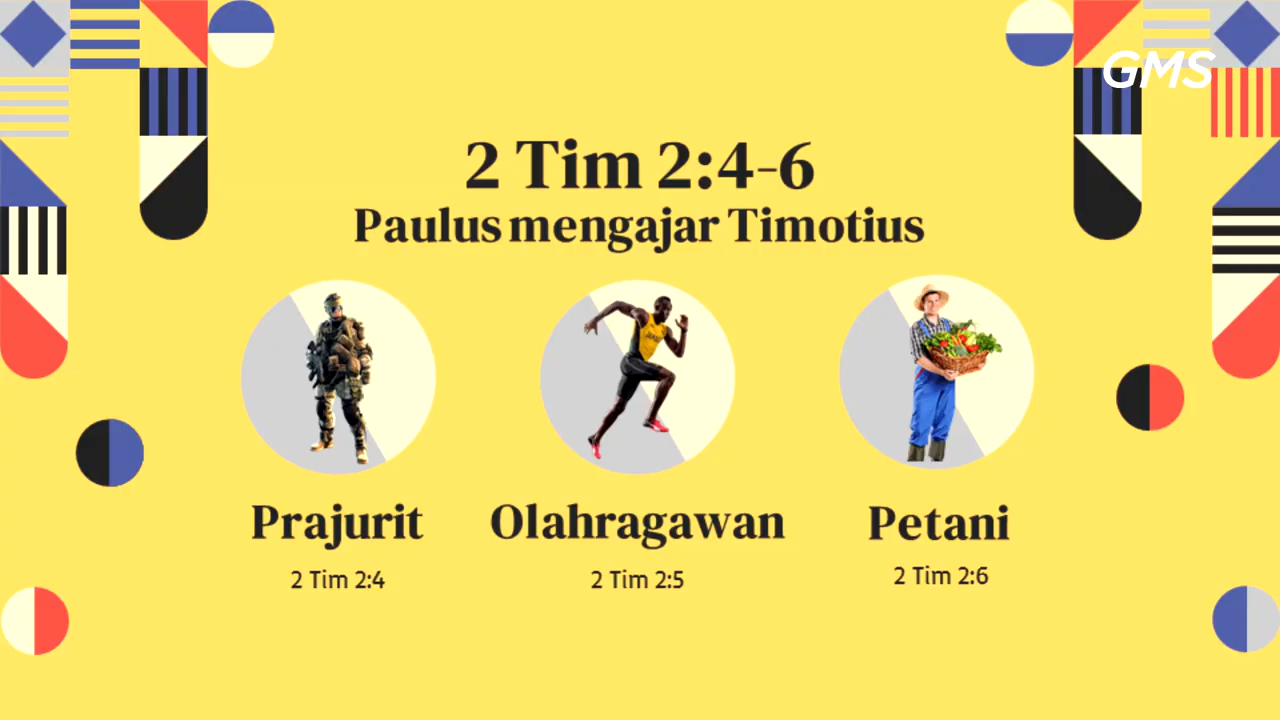 GMS
2 Tim 2:4-6
Paulus mengajar Timotius
Prajurit
Olahragawan
Petani
2 Tim 2:4
2 Tim 2:5
2 Tim 2:6